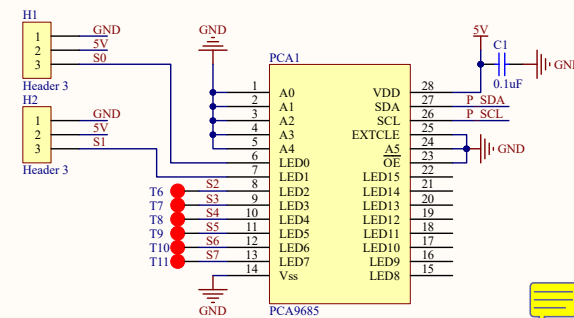 H1
1 GND
2 5V
3 S0
Header 3
H2
1 GND
2 5V
3 S1
Header 3
GND
PCA1
1 A0 VDD 28
2 A1 SDA 27 P_SDA
3 A2 SCL 26 P_SCL
4 A3 EXTCLE 25
5 A4 A5 24
6 LED0 OE 23
7 LED1 LED15 22
T6 S2 8 LED2 LED14 21
T7 S3 9 LED3 LED13 20
T8 S4 10 LED4 LED12 19
T9 S5 11 LED5 LED11 18
T10 S6 12 LED6 LED10 17
T11 S7 13 LED7 LED9 16
14 Vss LED8 15
GND
PCA9685
5V
C1
0.1uF
GND
GND